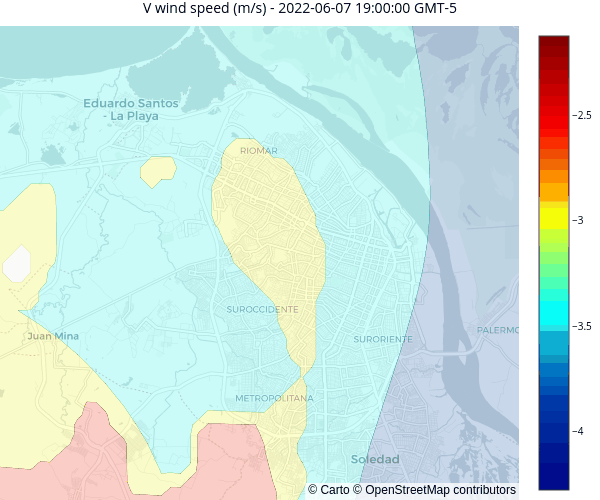 V wind speed (m/s) - 2022-06-07 19:00:00 GMT-5
Eduardo Santos
- La Playa
RIOMAR
SUROCCIDENTE
Juan Mina
SURORIENTE
PALERMO
METROPOLITANA
Soledad
−2.5
−3
−3.5
−4
© Carto © OpenStreetMap contributors